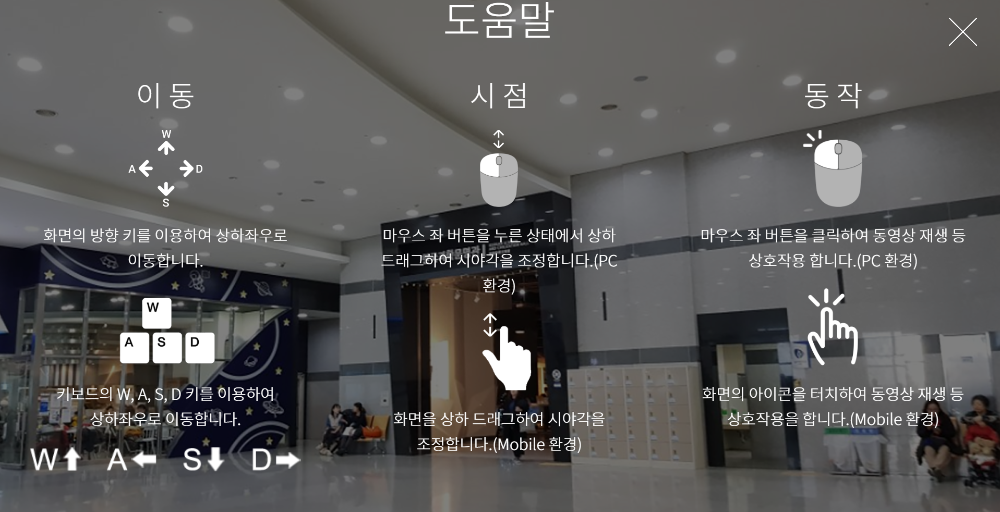 도움말
이동
W
A
D
S
화면의 방향 키를 이용하여 상하좌우로
이동합니다.
W
A S D
키보드의 W, A, S, D 키를 이용하여
상하좌우로 이동합니다.
W A S D
시점
마우스 좌 버튼을 누른 상태에서 상하
드래그하여 시야각을 조정합니다.(PC
환경)
화면을 상하 드래그하여 시야각을
조정합니다.(Mobile 환경)
동작
마우스 좌 버튼을 클릭하여 동영상 재생 등
상호작용 합니다.(PC 환경)
화면의 아이콘을 터치하여 동영상 재생 등
상호작용을 합니다.(Mobile 환경)